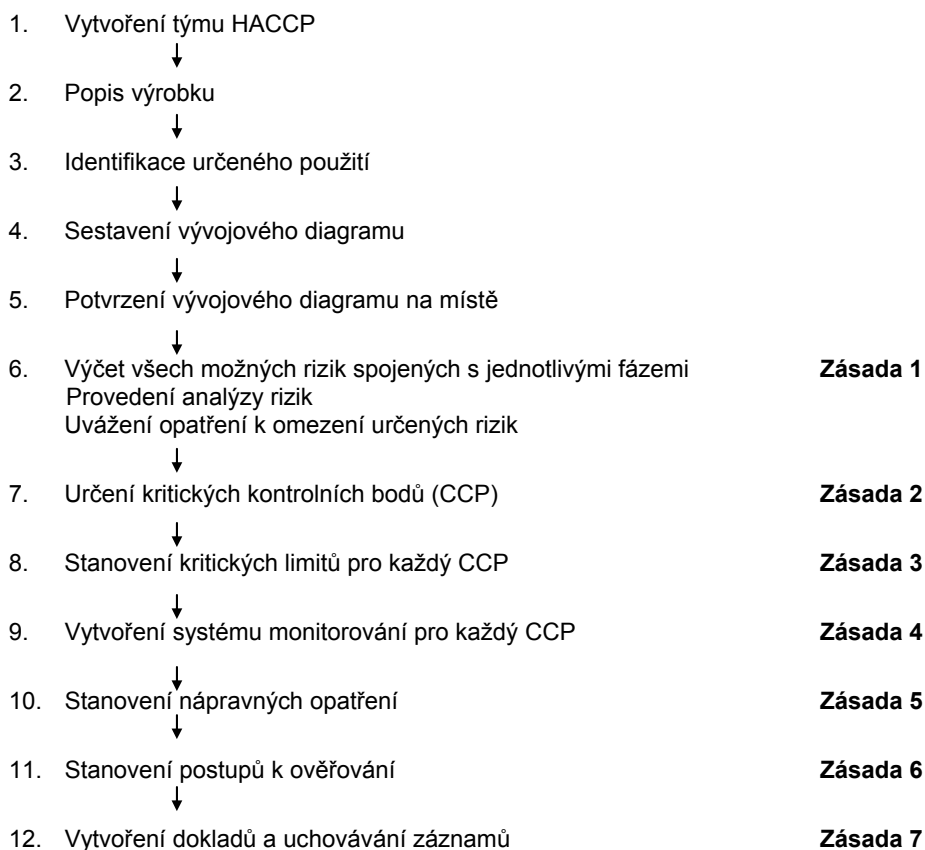 1. Vytvoření týmu HACCP
2. Popis výrobku
3. Identifikace určeného použití
4. Sestavení vývojového diagramu
5. Potvrzení vývojového diagramu na místě
6. Výčet všech možných rizik spojených s jednotlivými fázemi Zásada 1
Provedení analýzy rizik
Uvážení opatření k omezení určených rizik
7. Určení kritických kontrolních bodů (CCP) Zásada 2
8. Stanovení kritických limitů pro každý CCP Zásada 3
9. Vytvoření systému monitorování pro každý CCP Zásada 4
10. Stanovení nápravných opatření Zásada 5
11. Stanovení postupů k ověřování Zásada 6
12. Vytvoření dokladů a uchovávání záznamů Zásada 7